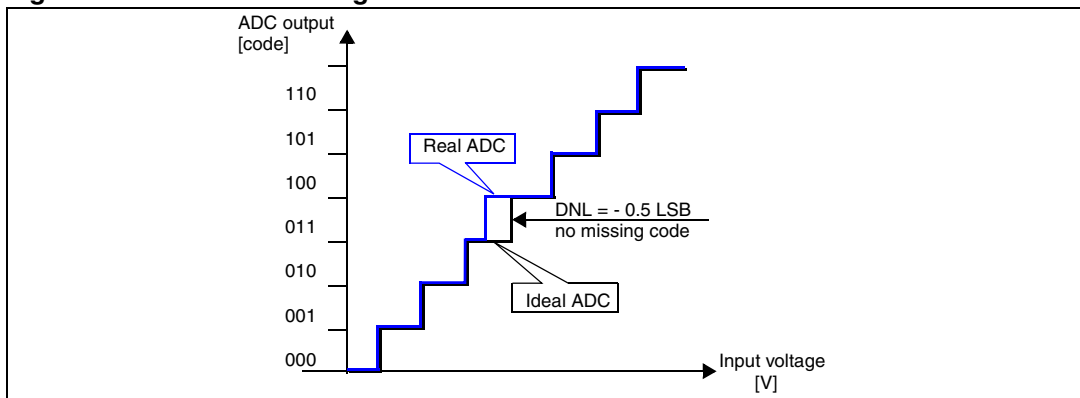 ADC output
[code]
110
101
100
011
010
001
000
Real ADC
DNL = - 0.5 LSB
no missing code
Ideal ADC
Input voltage
[V]